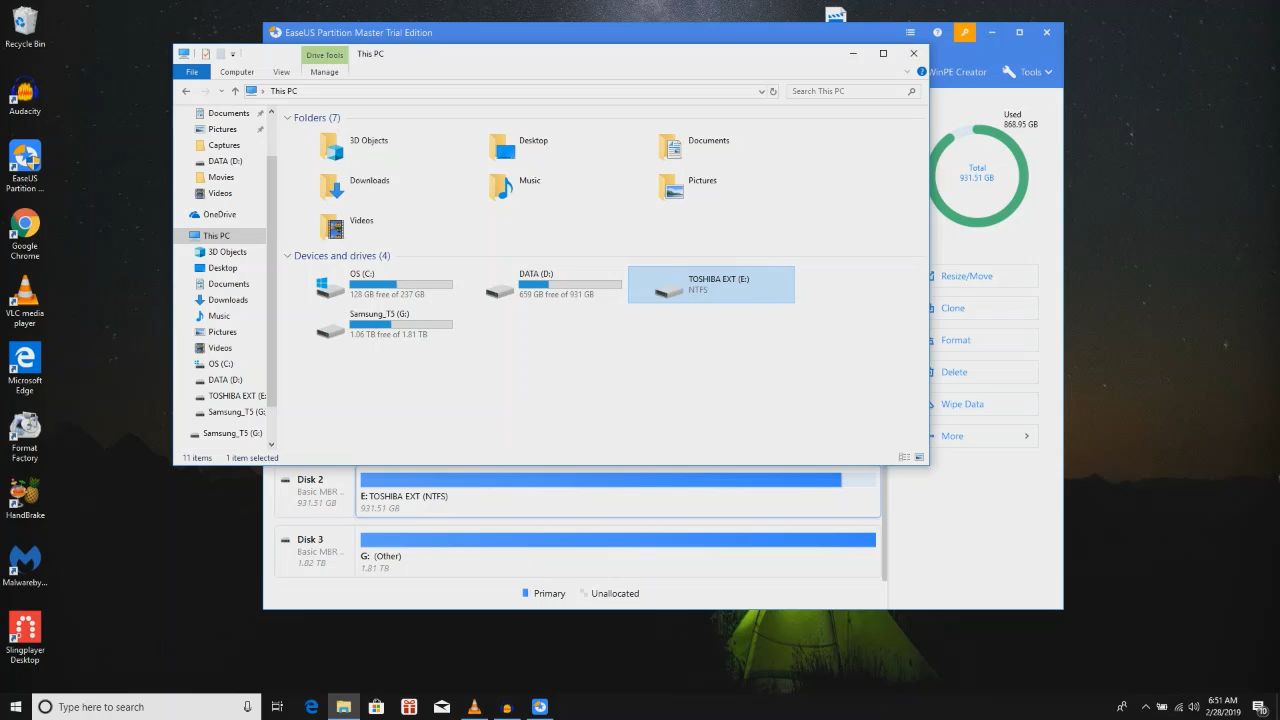 Recycle Bin
Audacity
EaseUS
Partition ...
Google
Chrome
VLC media
player
Microsoft
Edge
Format
Factory
HandBrake
Malwareby...
Slingplayer
Desktop
EaseUS Partition Master Trial Edition
WinPE Creator
Tools
Drive Tools
This PC
File
Computer
View
Manage
This PC
Search This PC
Documents
Pictures
Captures
DATA (D:)
Movies
Videos
OneDrive
This PC
3D Objects
Desktop
Documents
Downloads
Music
Pictures
Videos
OS (C:)
DATA (D:)
TOSHIBA EXT (E:
Samsung_T5 (G:
Samsung_T5 (G:)
Folders (7)
3D Objects
Desktop
Documents
Downloads
Music
Pictures
Videos
Devices and drives (4)
OS (C:)
128 GB free of 237 GB
DATA (D:)
659 GB free of 931 GB
TOSHIBA EXT (E:)
NTFS
Samsung_T5 (G:)
1.06 TB free of 1.81 TB
11 items
1 item selected
Used
868.95 GB
Total
931.51 GB
Resize/Move
Clone
Format
Delete
Wipe Data
More
Disk 2
Basic MBR ..
931.51 GB
E: TOSHIBA EXT (NTFS)
931.51 GB
Disk 3
Basic MBR ..
1.82 TB
G: (Other)
1.81 TB
Primary
Unallocated
Type here to search
6:51 AM
2/28/2019
10